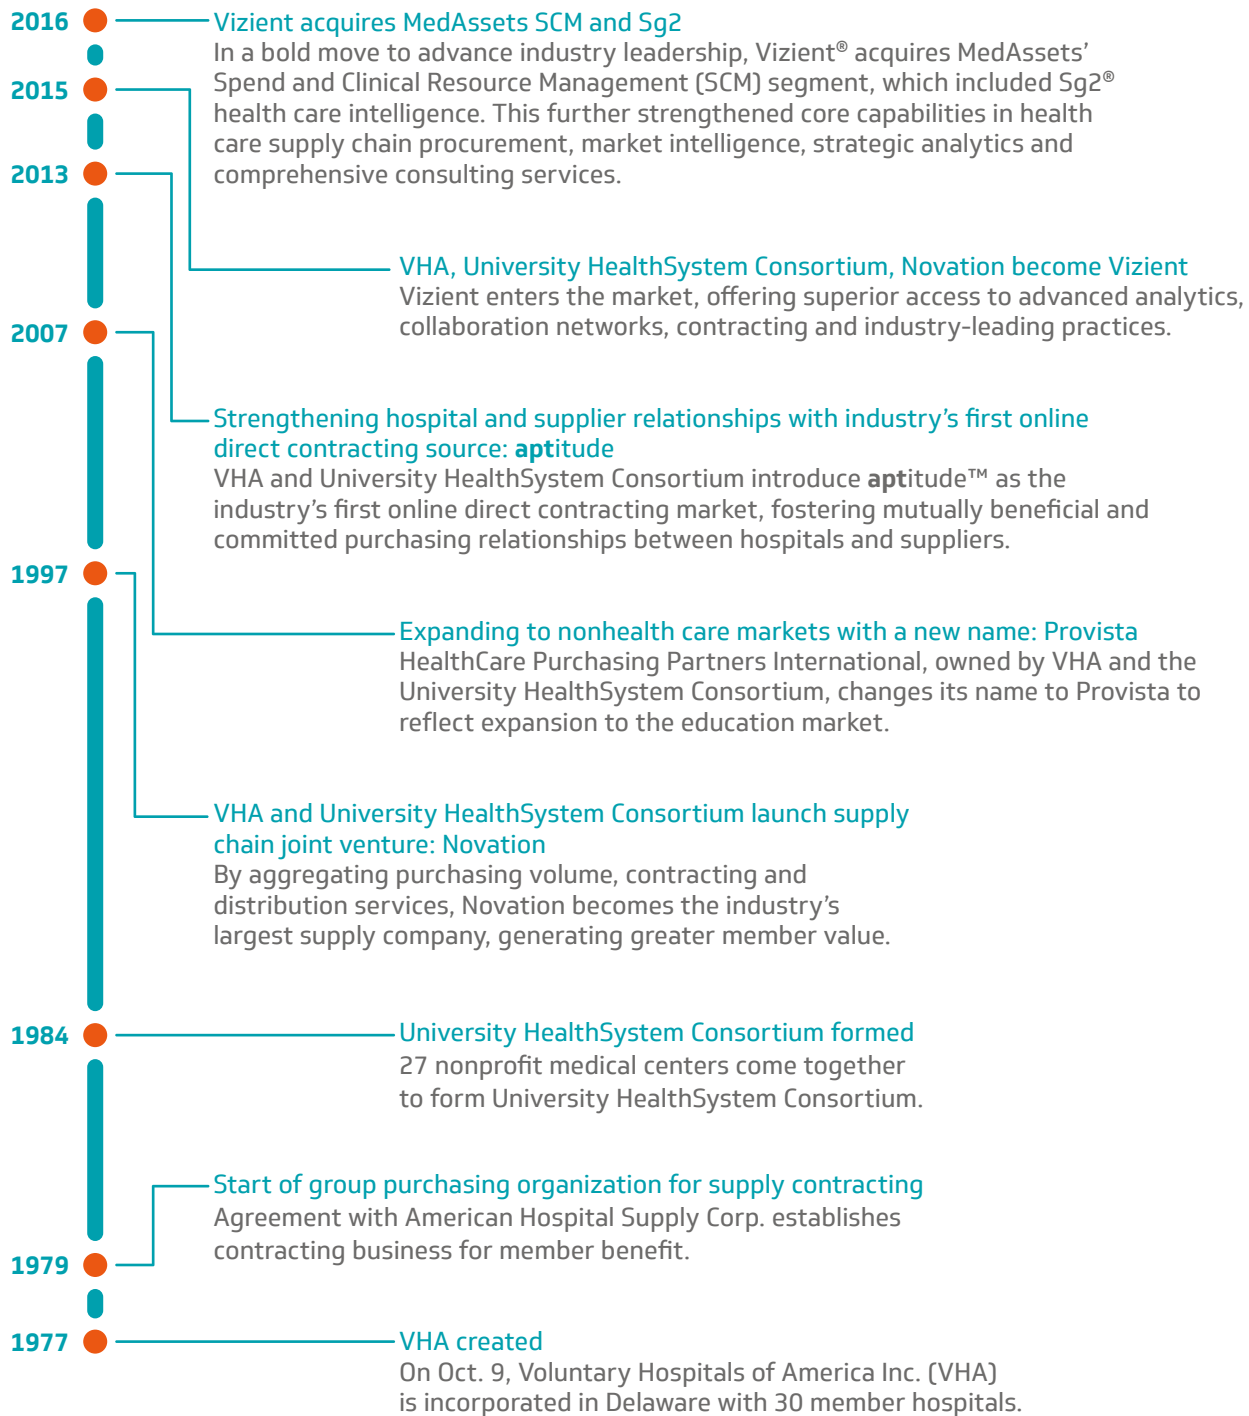 2016
Vizient acquires MedAssets SCM and Sg2
In a bold move to advance industry leadership, Vizient® acquires MedAssets’
Spend and Clinical Resource Management (SCM) segment, which included Sg2®
health care intelligence. This further strengthened core capabilities in health
care supply chain procurement, market intelligence, strategic analytics and
comprehensive consulting services.
2015
VHA, University HealthSystem Consortium, Novation become Vizient
Vizient enters the market, offering superior access to advanced analytics,
collaboration networks, contracting and industry-leading practices.
2013
Strengthening hospital and supplier relationships with industry’s first online
direct contracting source: aptitude
VHA and University HealthSystem Consortium introduce aptitude™ as the
industry’s first online direct contracting market, fostering mutually beneficial and
committed purchasing relationships between hospitals and suppliers.
2007
Expanding to nonhealth care markets with a new name: Provista
HealthCare Purchasing Partners International, owned by VHA and the
University HealthSystem Consortium, changes its name to Provista to
reflect expansion to the education market.
1997
VHA and University HealthSystem Consortium launch supply
chain joint venture: Novation
By aggregating purchasing volume, contracting and
distribution services, Novation becomes the industry’s
largest supply company, generating greater member value.
1984
University HealthSystem Consortium formed
27 nonprofit medical centers come together
to form University HealthSystem Consortium.
1979
Start of group purchasing organization for supply contracting
Agreement with American Hospital Supply Corp. establishes
contracting business for member benefit.
1977
VHA created
On Oct. 9, Voluntary Hospitals of America Inc. (VHA)
is incorporated in Delaware with 30 member hospitals.